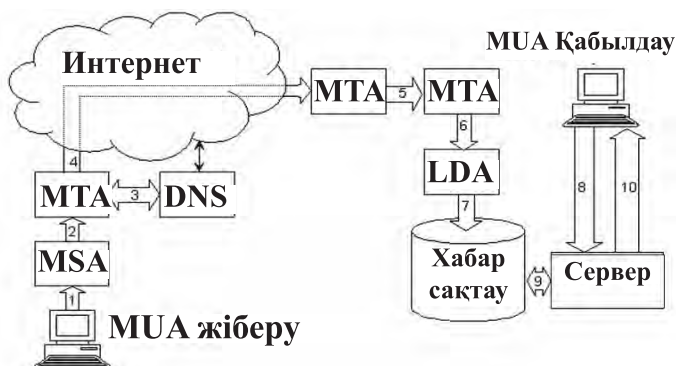 MUA Қабылдау
Интернет
MTA
5
MTA
6
4
LDA
8
10
MTA
3
DNS
7
2
MSA
Хабар
сақтау
9
Сервер
1
MUA жіберу